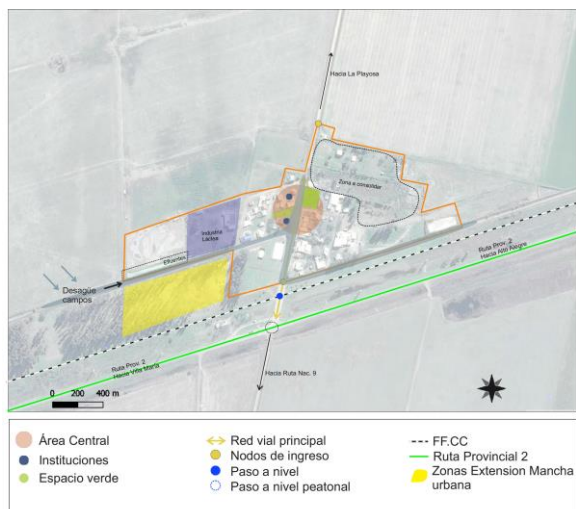 Hacia La Playosa
Zona a consolidar
Industria
Láctea
Efluentes
Desagüe
campos
Ruta Prov. 2
Hacia Alto Alegre
Ruta Prov. 2
Hacia Villa María
Hacia Ruta Nac. 9
0 200 400 m
Área Central
Instituciones
Espacio verde
Red vial principal
Nodos de ingreso
Paso a nivel
Paso a nivel peatonal
FF.CC
Ruta Provincial 2
Zonas Extension Mancha
urbana